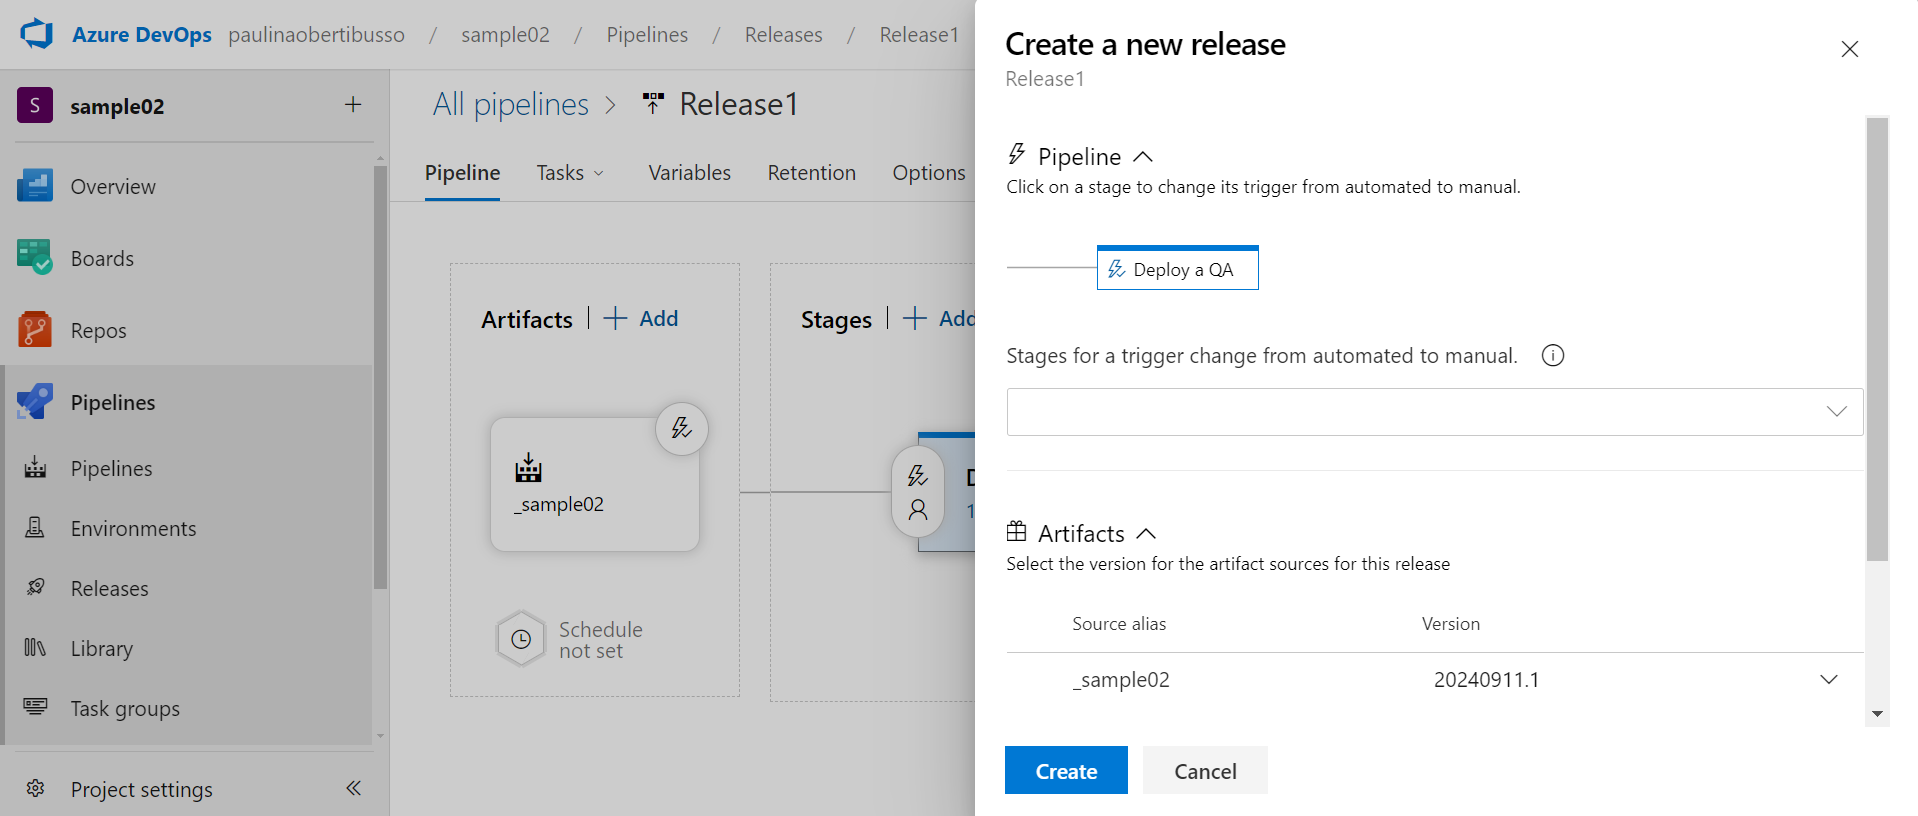 Azure DevOps paulinaobertibusso / sample02 / Pipelines / Releases / Release1
S sample02 +
Overview
Boards
Repos
Pipelines
Pipelines
Environments
Releases
Library
Task groups
Project settings
All pipelines > Release1
Pipeline Tasks Variables Retention Options
Artifacts | + Add
Stages | + Add
_sample02
Schedule
not set
D
1
Create a new release
Release1
Pipeline
Click on a stage to change its trigger from automated to manual.
Deploy a QA
Stages for a trigger change from automated to manual.
Artifacts
Select the version for the artifact sources for this release
Source alias Version
_sample02 20240911.1
Create Cancel